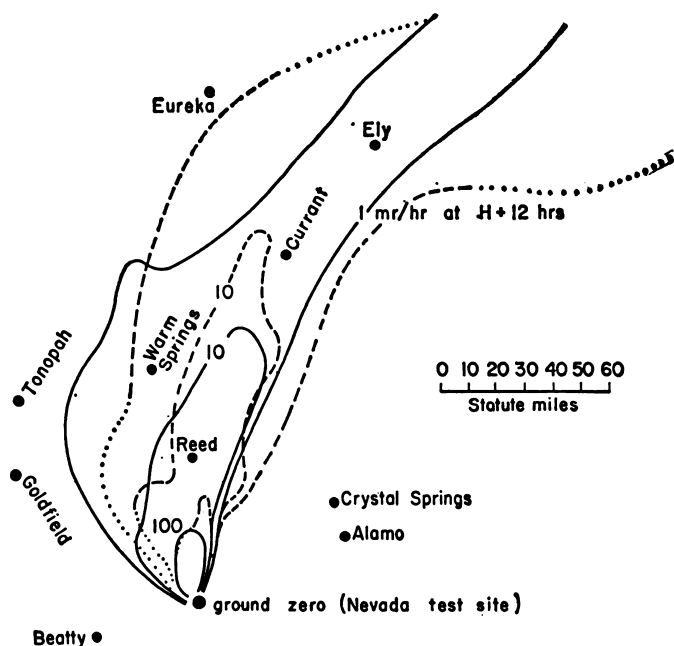 Eureka
Ely
1 mr/hr at H+12 hrs
Currant
10
Warm
Springs
10
Tonopah
0 10 20 30 40 50 60
Statute miles
Reed
Goldfield
Crystal Springs
100
Alamo
ground zero (Nevada test site)
Beatty